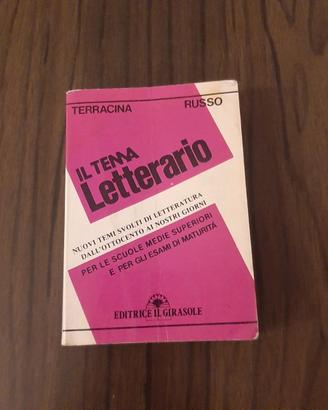 TERRACINA RUSSO
IL TEMA
Letterario
NUOVI TEMI SVOLTI DI LETTERATURA
DALL'OTTOCENTO AI NOSTRI GIORNI
PER LE SCUOLE MEDIE SUPERIORI
E PER GLI ESAMI DI MATURITÀ
EDITRICE IL GIRASOLE